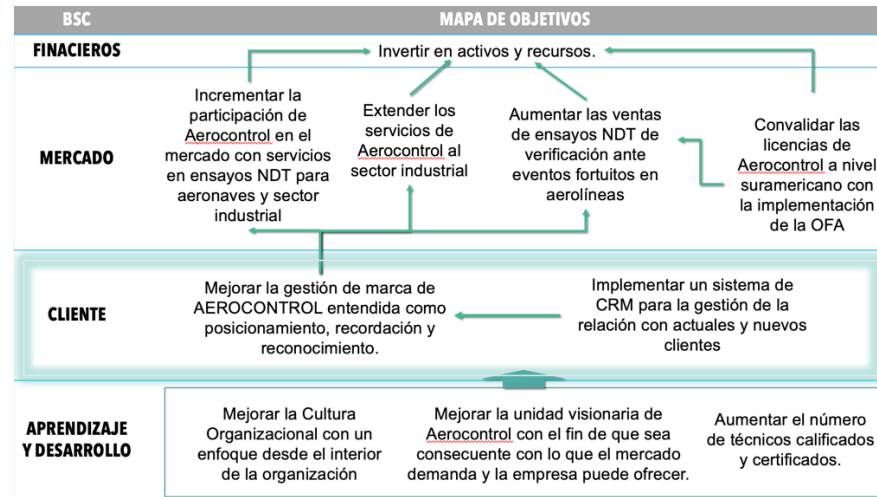 BSC MAPA DE OBJETIVOS
FINACIEROS
Invertir en activos y recursos.
MERCADO
Incrementar la
participación de
Aerocontrol en el
mercado con servicios
en ensayos NDT para
aeronaves y sector
industrial
Extender los
servicios de
Aerocontrol al
sector industrial
Aumentar las ventas
de ensayos NDT de
verificación ante
eventos fortuitos en
aerolíneas
Convalidar las
licencias de
Aerocontrol a nivel
suramericano con
la implementación
de la OFA
CLIENTE
Mejorar la gestión de marca de
AEROCONTROL entendida como
posicionamiento, recordación y
reconocimiento.
Implementar un sistema de
CRM para la gestión de la
relación con actuales y nuevos
clientes
APRENDIZAJE
Y DESARROLLO
Mejorar la Cultura
Organizacional con un
enfoque desde el interior
de la organización
Mejorar la unidad visionaria de
Aerocontrol con el fin de que sea
consecuente con lo que el mercado
demanda y la empresa puede ofrecer.
Aumentar el número
de técnicos calificados
y certificados.